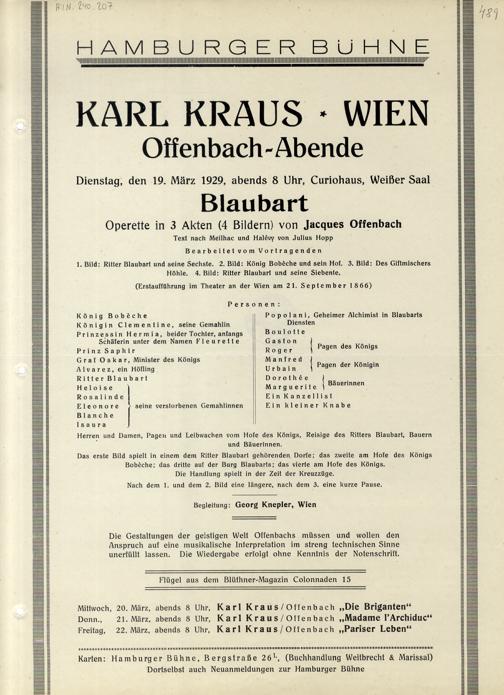 A.N. 240.207
489
HAMBURGER BÜHNE
KARL KRAUS * WIEN
Offenbach-Abende
Dienstag, den 19. März 1929, abends 8 Uhr, Curiohaus, Weißer Saal
Blaubart
Operette in 3 Akten (4 Bildern) von Jacques Offenbach
Text nach Meilhac und Halévy von Julius Hopp
Bearbeitet vom Vortragenden
1. Bild: Ritter Blaubart und seine Sechste. 2. Bild: König Bobèche und sein Hof. 3. Bild: Des Giftmischers
Höhle. 4. Bild: Ritter Blaubart und seine Siebente.
(Erstaufführung im Theater an der Wien am 21. September 1866)
Personen:
König Bobèche
Königin Clementine, seine Gemahlin
Prinzessin Hermia, beider Tochter, anfangs
Schäferin unter dem Namen Fleurette
Prinz Saphir
Graf Oskar, Minister des Königs
Alvarez, ein Höfling
Ritter Blaubart
Heloise
Rosalinde
Eleonore seine verstorbenen Gemahlinnen
Blanche
Isaura
Popolani, Geheimer Alchimist in Blaubarts
Diensten
Boulotte
Gaston
Roger Pagen des Königs
Manfred
Urbain Pagen der Königin
Dorothée
Marguerite Bäuerinnen
Ein Kanzellist
Ein kleiner Knabe
Herren und Damen, Pagen und Leibwachen vom Hofe des Königs, Reisige des Ritters Blaubart, Bauern
und Bäuerinnen.
Das erste Bild spielt in einem dem Ritter Blaubart gehörenden Dorfe; das zweite am Hofe des Königs
Bobèche; das dritte auf der Burg Blaubarts; das vierte am Hofe des Königs.
Die Handlung spielt in der Zeit der Kreuzzüge.
Nach dem 1. und dem 2. Bild eine längere, nach dem 3. eine kurze Pause.
Begleitung: Georg Knepler, Wien
Die Gestaltungen der geistigen Welt Offenbachs müssen und wollen den
Anspruch auf eine musikalische Interpretation im streng technischen Sinne
unerfüllt lassen. Die Wiedergabe erfolgt ohne Kenntnis der Notenschrift.
Flügel aus dem Blüthner-Magazin Colonnaden 15
Mittwoch, 20. März, abends 8 Uhr, Karl Kraus/Offenbach „Die Briganten“
Donn., 21. März, abends 8 Uhr, Karl Kraus/Offenbach „Madame l'Archiduc“
Freitag, 22. März, abends 8 Uhr, Karl Kraus/Offenbach „Pariser Leben“
Karten: Hamburger Bühne, Bergstraße 26 I., (Buchhandlung Weitbrecht & Marissal)
Dortselbst auch Neuanmeldungen zur Hamburger Bühne